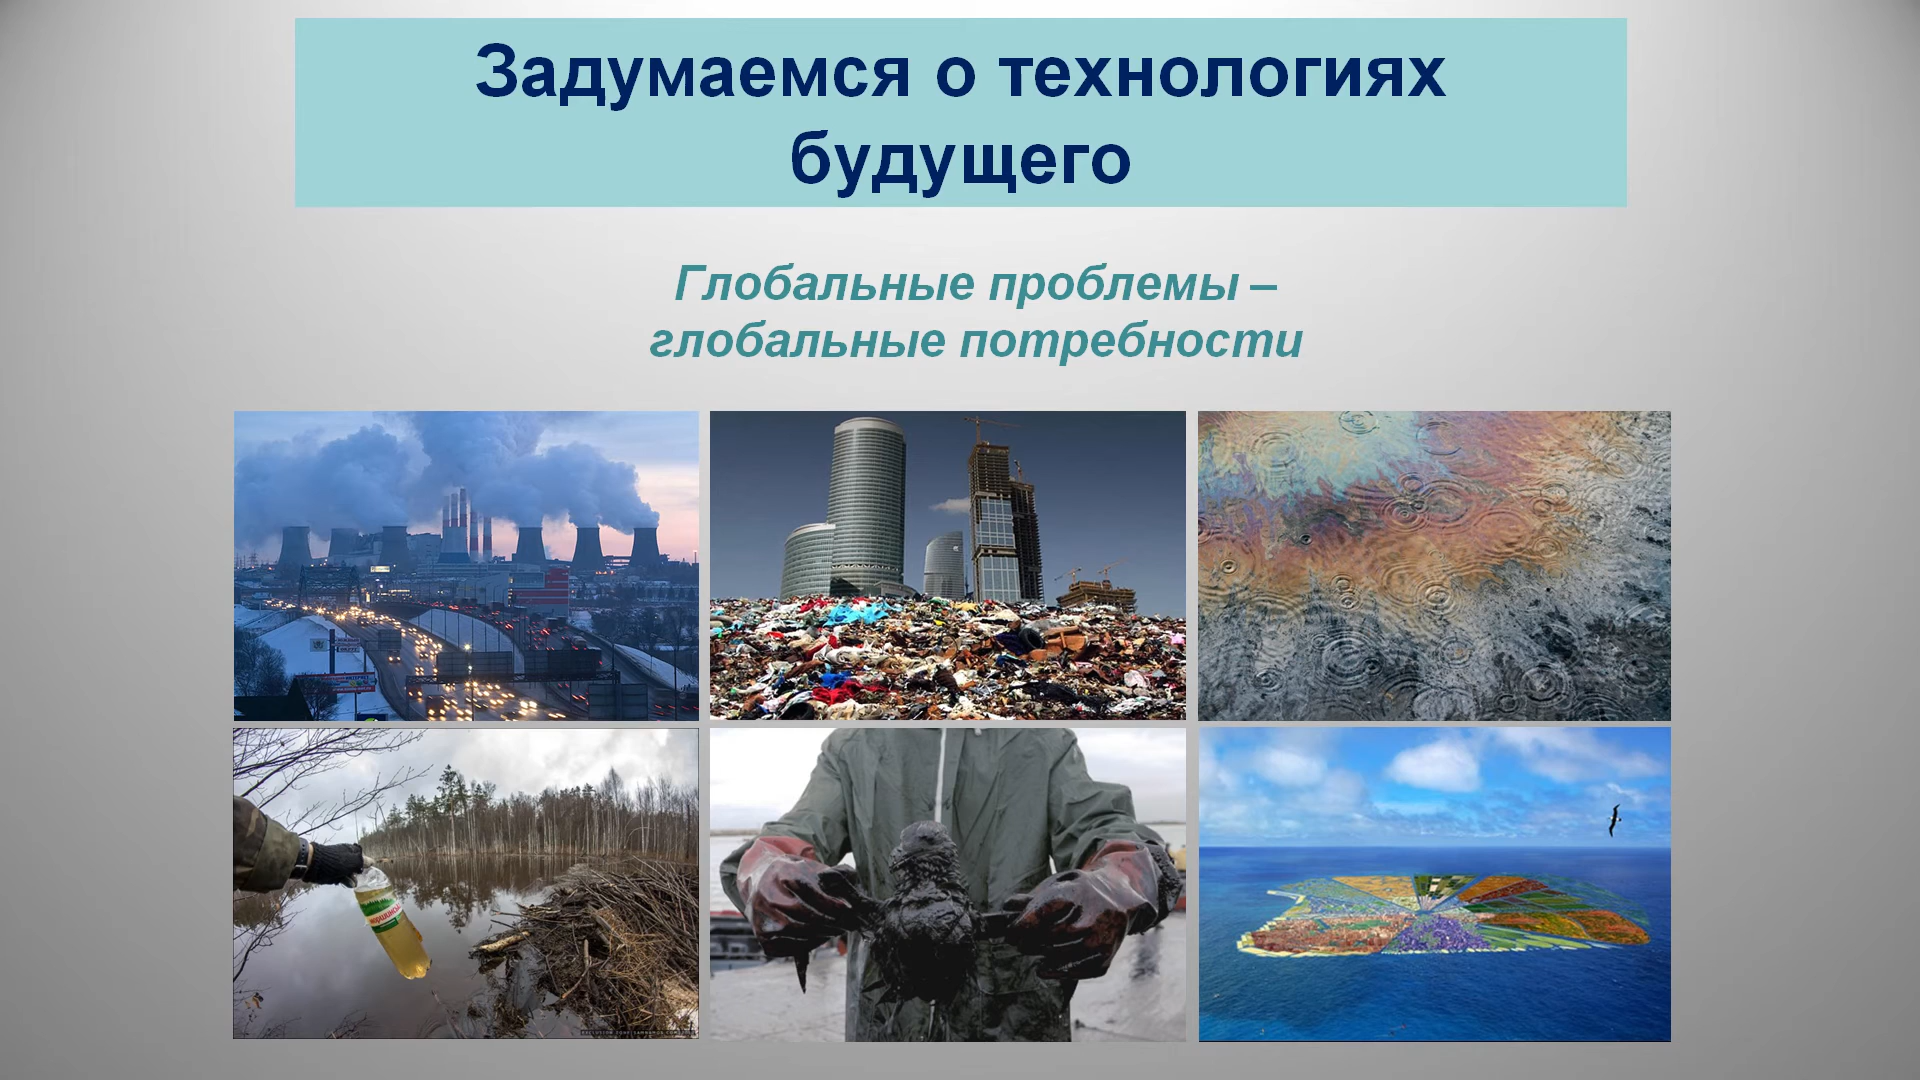 Задумаемся о технологиях
будущего
Глобальные проблемы –
глобальные потребности